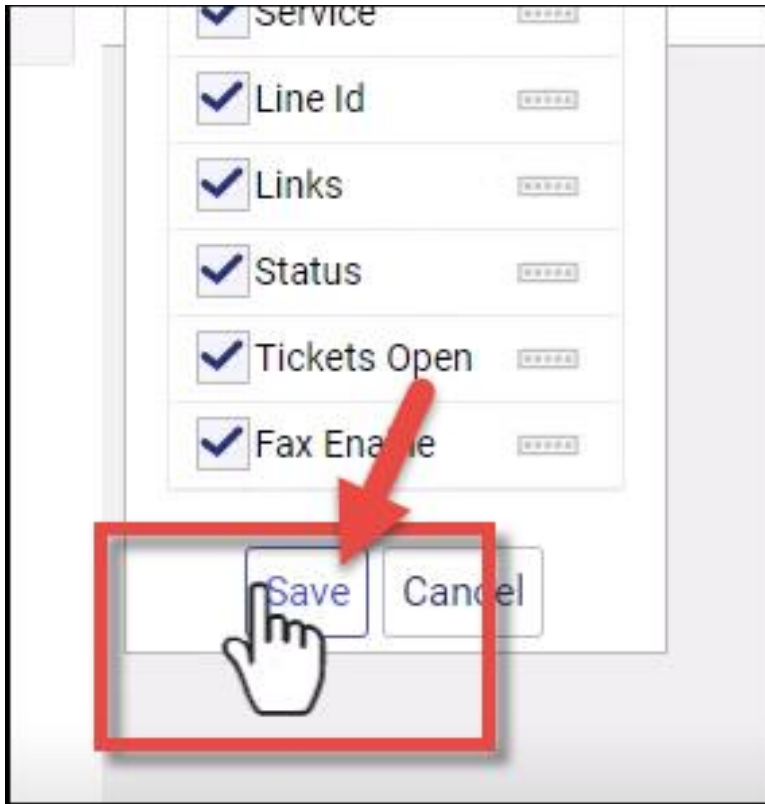 Service
Line Id
Links
Status
Tickets Open
Fax
Save
Cancel